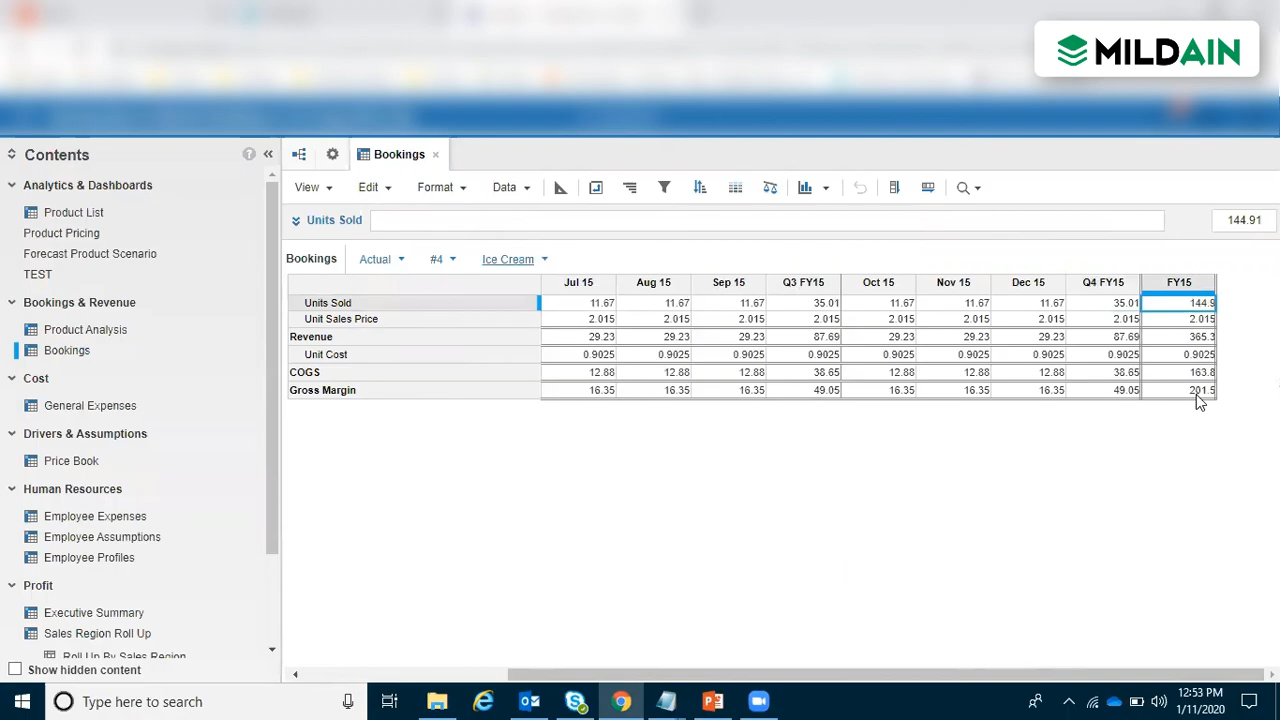 MILDAIN
Contents
Bookings
Analytics & Dashboards
Product List
Product Pricing
Forecast Product Scenario
TEST
Bookings & Revenue
Product Analysis
Bookings
Cost
General Expenses
Drivers & Assumptions
Price Book
Human Resources
Employee Expenses
Employee Assumptions
Employee Profiles
Profit
Executive Summary
Sales Region Roll Up
Roll Up By Sales Region
Show hidden content
View Edit Format Data
Units Sold 144.91
Bookings Actual #4 Ice Cream
Jul 15 Aug 15 Sep 15 Q3 FY15 Oct 15 Nov 15 Dec 15 Q4 FY15 FY15
Units Sold 11.67 11.67 11.67 35.01 11.67 11.67 11.67 35.01 144.9
Unit Sales Price 2.015 2.015 2.015 2.015 2.015 2.015 2.015 2.015 2.015
Revenue 29.23 29.23 29.23 87.69 29.23 29.23 29.23 87.69 365.3
Unit Cost 0.9025 0.9025 0.9025 0.9025 0.9025 0.9025 0.9025 0.9025 0.9025
COGS 12.88 12.88 12.88 38.65 12.88 12.88 12.88 38.65 163.8
Gross Margin 16.35 16.35 16.35 49.05 16.35 16.35 16.35 49.05 201.5
Type here to search
12:53 PM
1/11/2020